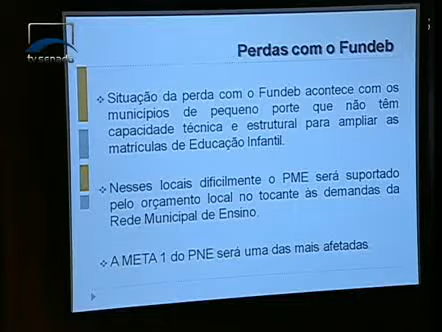 tv senado
Perdas com o Fundeb
Situação da perda com o Fundeb acontece com os
municípios de pequeno porte que não têm
capacidade técnica e estrutural para ampliar as
matrículas de Educação Infantil.
Nesses locais dificilmente o PME será suportado
pelo orçamento local no tocante às demandas da
Rede Municipal de Ensino.
A META 1 do PNE será uma das mais afetadas